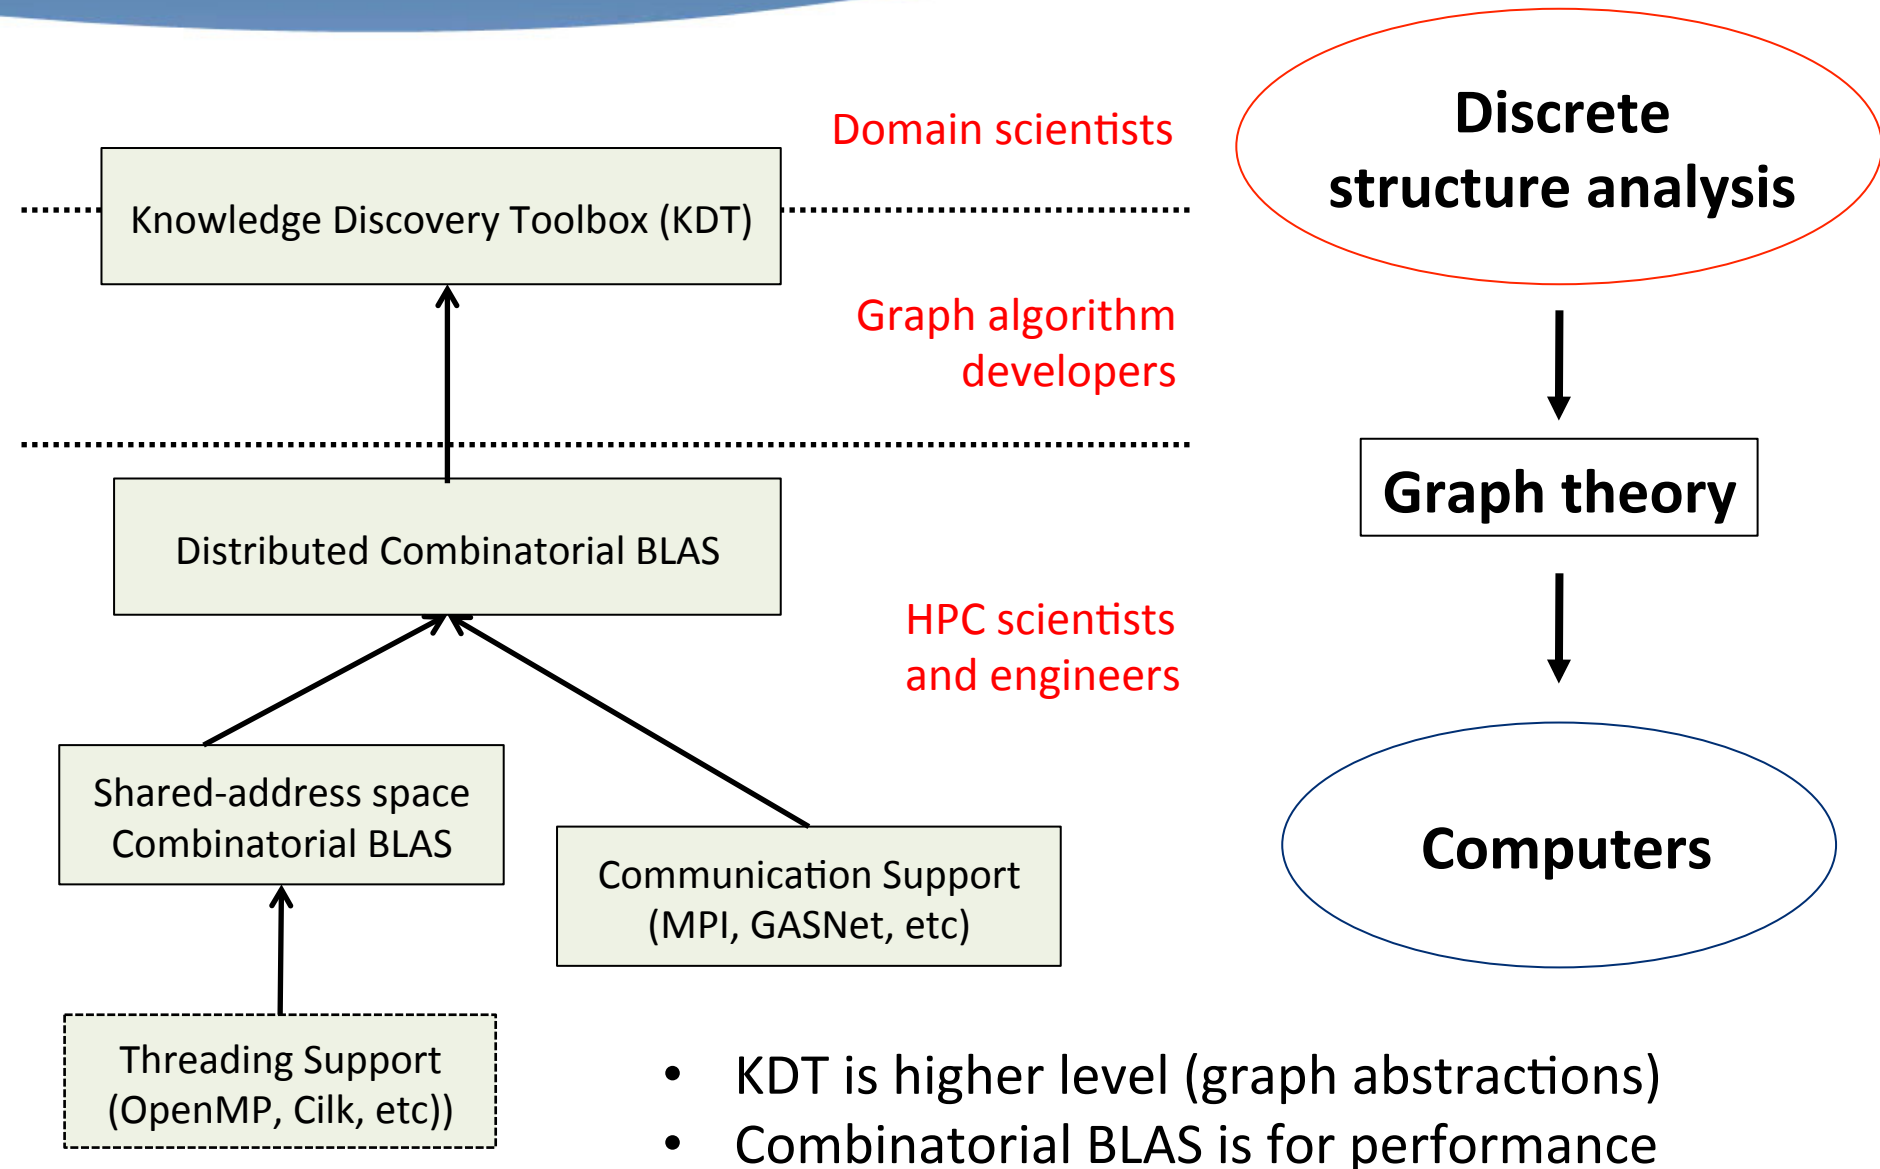 Domain scientists
Discrete
structure analysis
Knowledge Discovery Toolbox (KDT)
Graph algorithm
developers
Graph theory
Distributed Combinatorial BLAS
HPC scientists
and engineers
Shared-address space
Combinatorial BLAS
Communication Support
(MPI, GASNet, etc)
Computers
Threading Support
(OpenMP, Cilk, etc))
• KDT is higher level (graph abstractions)
• Combinatorial BLAS is for performance